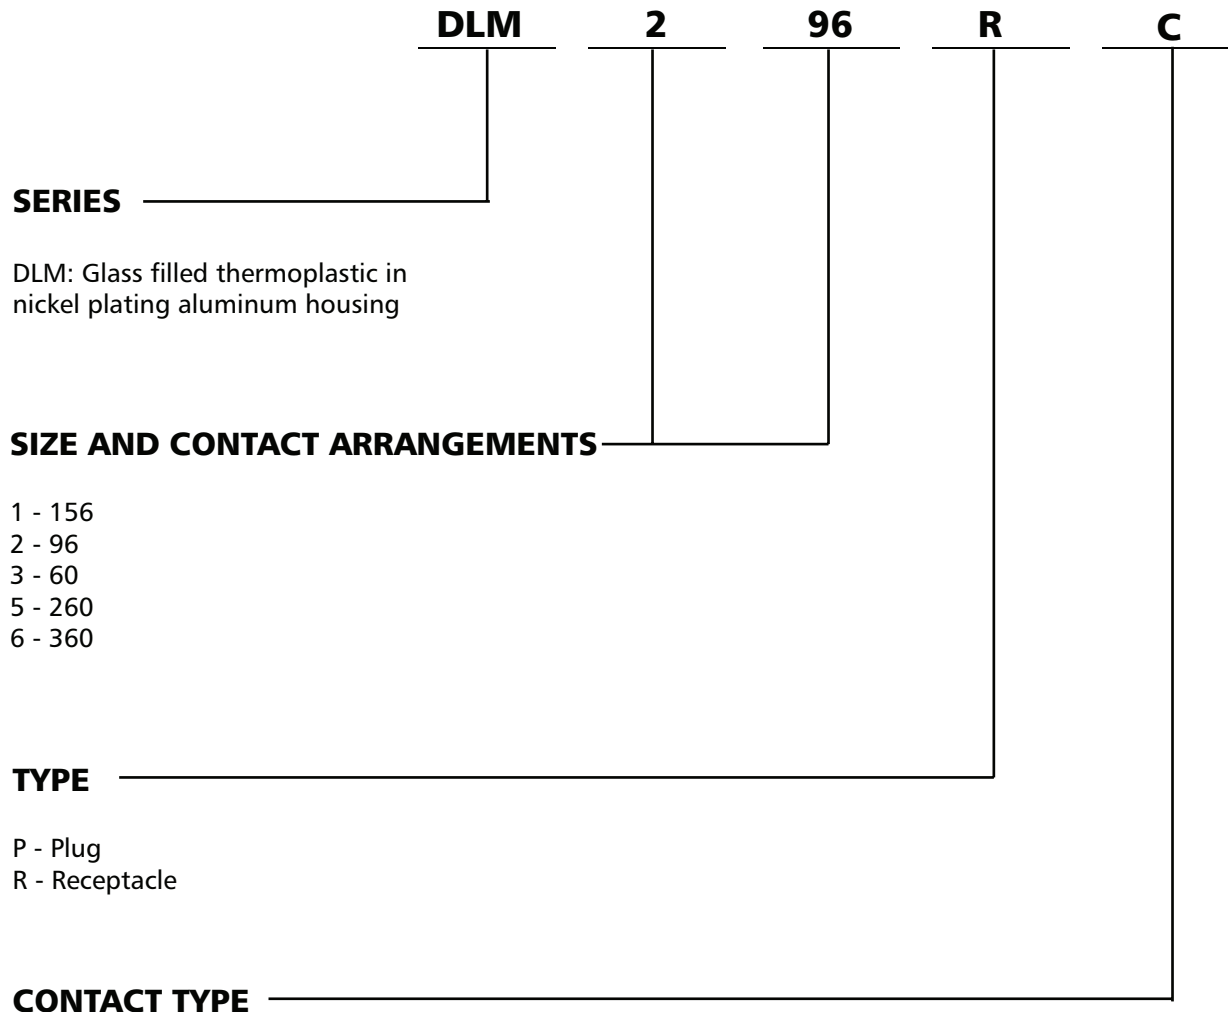 DLM 2 96 R C
SERIES
DLM: Glass filled thermoplastic in
nickel plating aluminum housing
SIZE AND CONTACT ARRANGEMENTS
1 - 156
2 - 96
3 - 60
5 - 260
6 - 360
TYPE
P - Plug
R - Receptacle
CONTACT TYPE